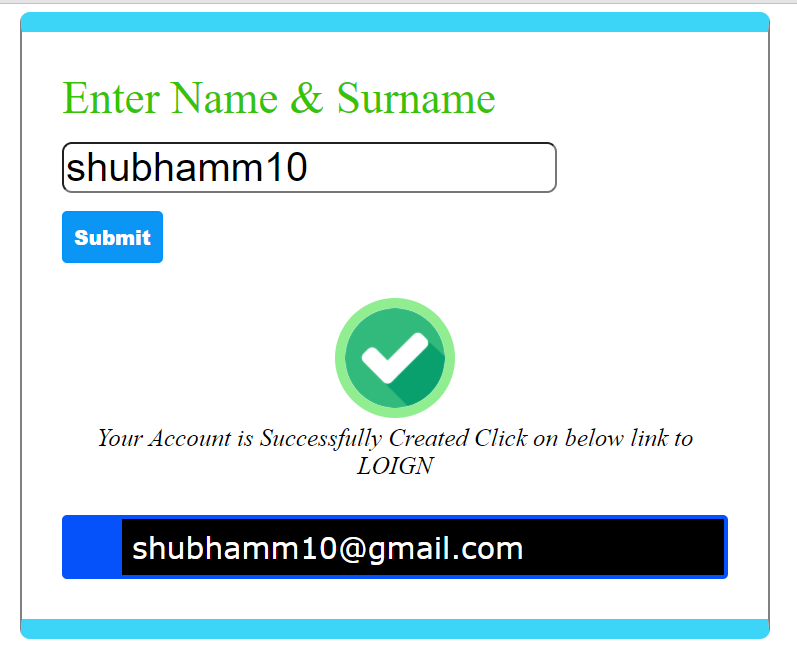 Enter Name & Surname
shubhamm10
Submit
Your Account is Successfully Created Click on below link to
LOIGN
shubhamm10@gmail.com